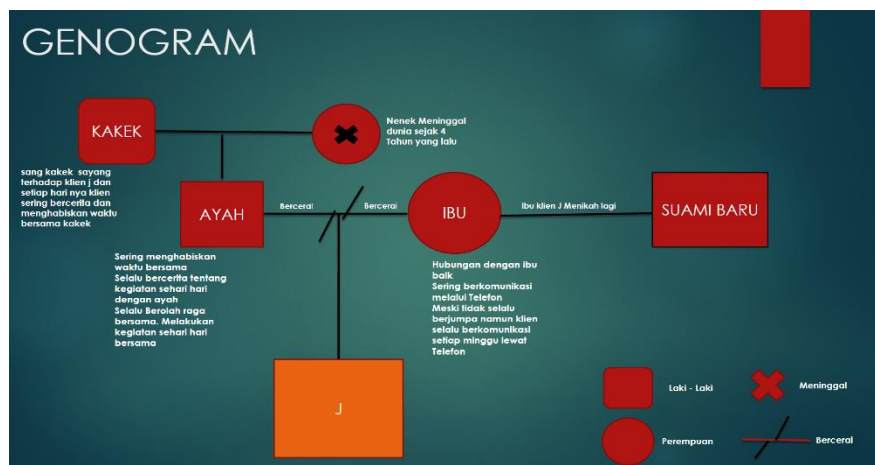 GENOGRAM
KAKEK
Nenek Meninggal
dunia sejak 4
Tahun yang lalu
sang kakek sayang
terhadap klien j dan
setiap hari nya klien
sering bercerita dan
menghabiskan waktu
bersama kakek
AYAH
Bercerai
Bercerai
IBU
Ibu klien J Menikah lagi
SUAMI BARU
Sering menghabiskan
waktu bersama
Selalu bercerita tentang
kegiatan sehari hari
dengan ayah
Selalu Berolah raga
bersama. Melakukan
kegiatan sehari hari
bersama
Hubungan dengan ibu
baik
Sering berkomunikasi
melalui Telefon
Meski tidak selalu
berjumpa namun klien
selalu berkomunikasi
setiap minggu lewat
Telefon
J
Laki - Laki
Meninggal
Perempuan
Bercerai